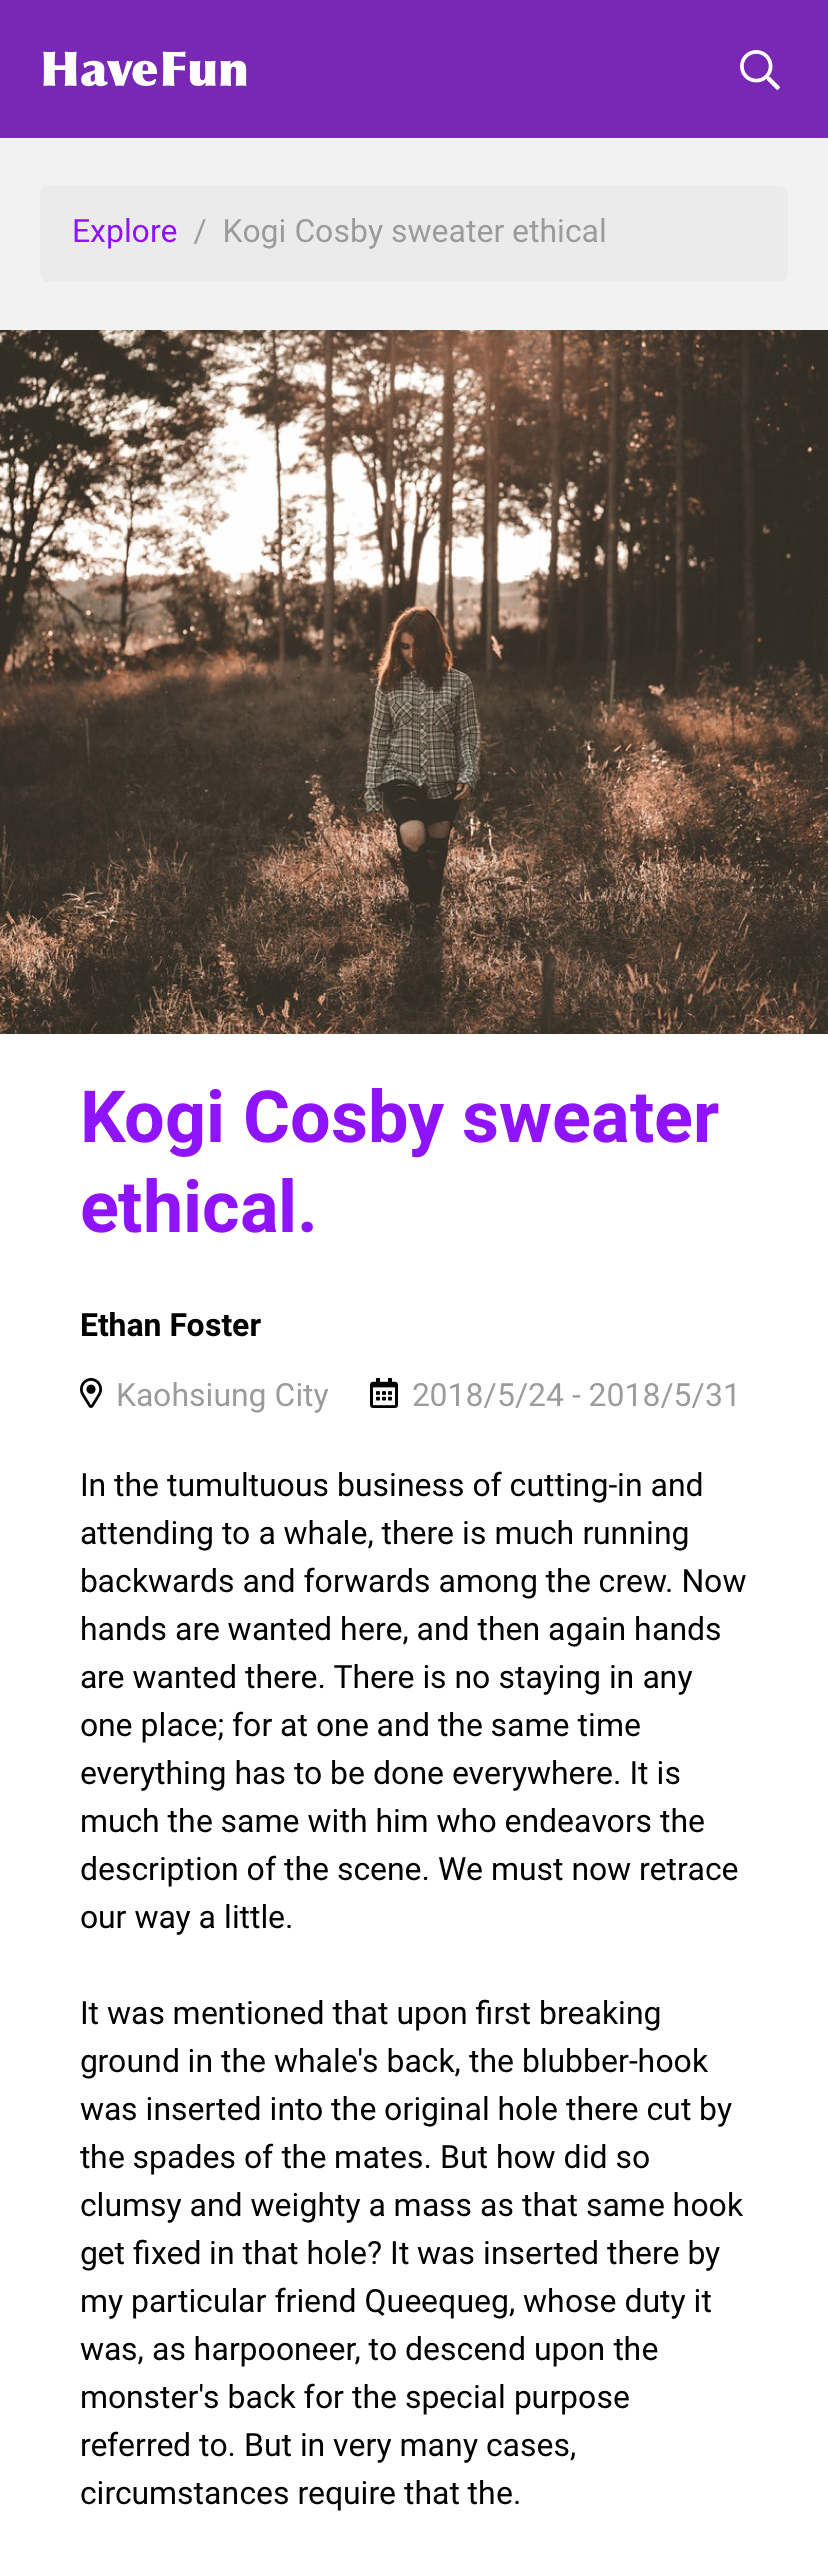 HaveFun
Explore / Kogi Cosby sweater ethical
Kogi Cosby sweater
ethical.
Ethan Foster
Kaohsiung City 2018/5/24 - 2018/5/31
In the tumultuous business of cutting-in and
attending to a whale, there is much running
backwards and forwards among the crew. Now
hands are wanted here, and then again hands
are wanted there. There is no staying in any
one place; for at one and the same time
everything has to be done everywhere. It is
much the same with him who endeavors the
description of the scene. We must now retrace
our way a little.
It was mentioned that upon first breaking
ground in the whale's back, the blubber-hook
was inserted into the original hole there cut by
the spades of the mates. But how did so
clumsy and weighty a mass as that same hook
get fixed in that hole? It was inserted there by
my particular friend Queequeg, whose duty it
was, as harpooneer, to descend upon the
monster's back for the special purpose
referred to. But in very many cases,
circumstances require that the.